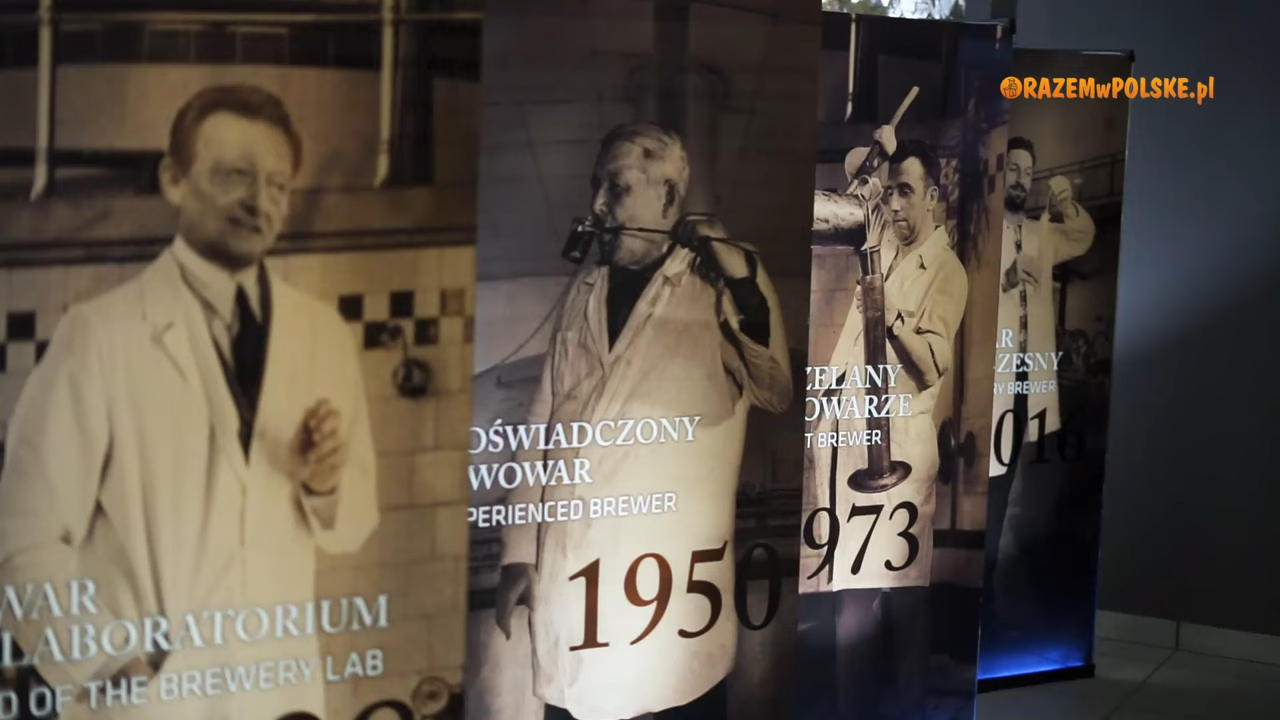 RAZEMwPOLSKE.pl
WAR
LABORATORIUM
D OF THE BREWERY LAB
OŚWIADCZONY
WOWAR
PERIENCED BREWER
1950
ZELANY
OWARZE
T BREWER
973
AR
ZESNY
RY BREWER
016